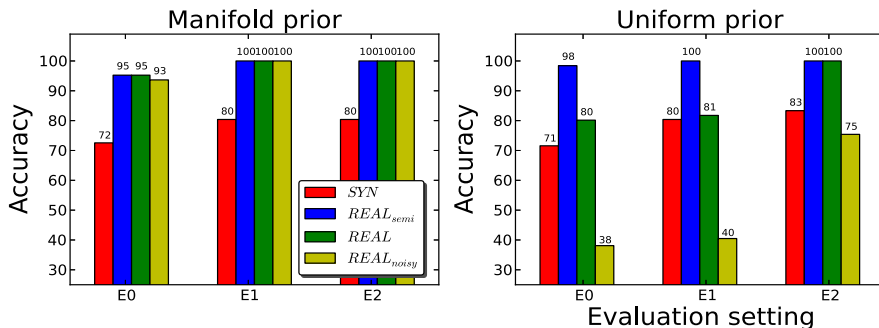 Manifold prior
Accuracy
100
90
80
70
60
50
40
30
72 95 95 93
80 100 100 100
80 100 100 100
SYN
REAL_semi
REAL
REAL_noisy
E0 E1 E2
Uniform prior
Accuracy
100
90
80
70
60
50
40
30
71 98 80 38
80 100 81 40
83 100 100 75
E0 E1 E2
Evaluation setting